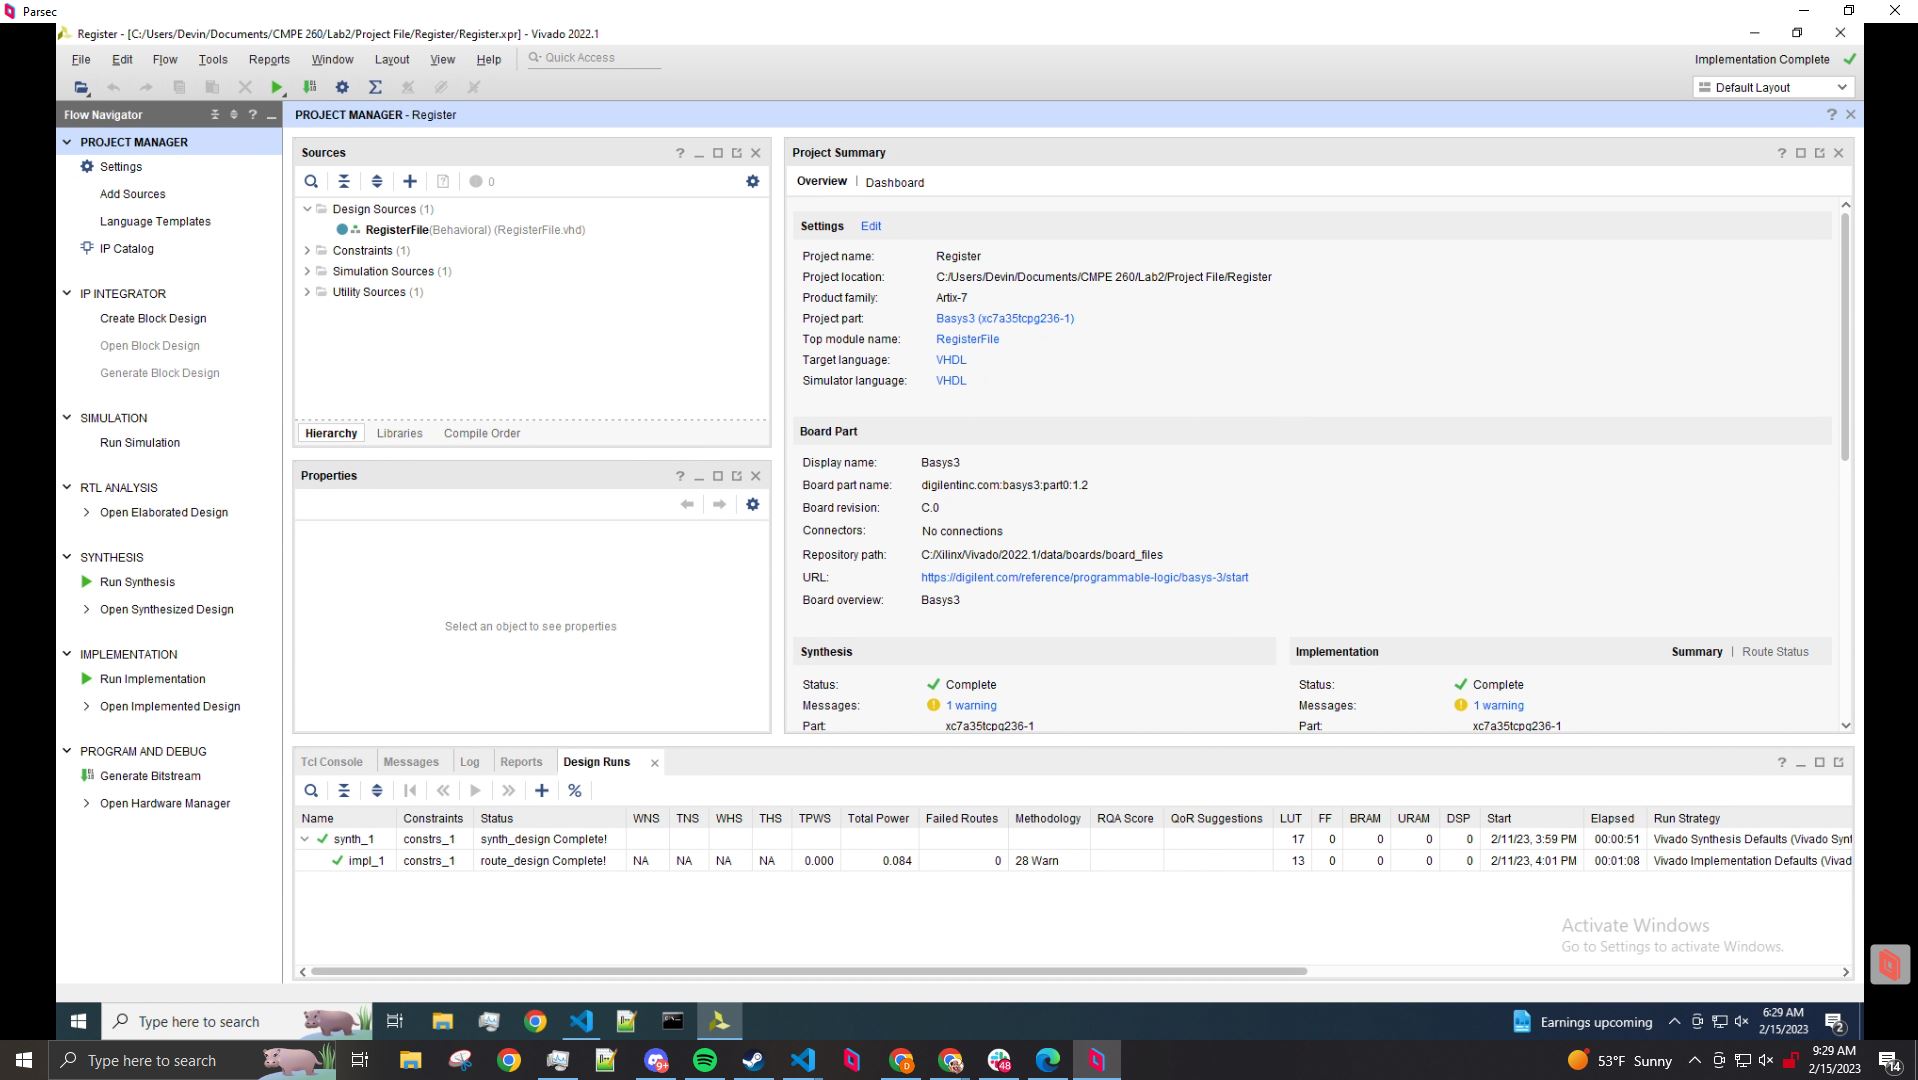 Parsec
Register - [C:/Users/Devin/Documents/CMPE 260/Lab2/Project File/Register/Register.xpr] - Vivado 2022.1
File Edit Flow Tools Reports Window Layout View Help Quick Access Implementation Complete
Default Layout
Flow Navigator PROJECT MANAGER - Register
PROJECT MANAGER
Settings
Add Sources
Language Templates
IP Catalog
IP INTEGRATOR
Create Block Design
Open Block Design
Generate Block Design
SIMULATION
Run Simulation
RTL ANALYSIS
Open Elaborated Design
SYNTHESIS
Run Synthesis
Open Synthesized Design
IMPLEMENTATION
Run Implementation
Open Implemented Design
PROGRAM AND DEBUG
Generate Bitstream
Open Hardware Manager
Sources
0
Design Sources (1)
RegisterFile(Behavioral) (RegisterFile.vhd)
Constraints (1)
Simulation Sources (1)
Utility Sources (1)
Hierarchy Libraries Compile Order
Properties
Select an object to see properties
Project Summary
Overview | Dashboard
Settings Edit
Project name: Register
Project location: C:/Users/Devin/Documents/CMPE 260/Lab2/Project File/Register
Product family: Artix-7
Project part: Basys3 (xc7a35tcpg236-1)
Top module name: RegisterFile
Target language: VHDL
Simulator language: VHDL
Board Part
Display name: Basys3
Board part name: digilentinc.com:basys3:part0:1.2
Board revision: C.0
Connectors: No connections
Repository path: C:/Xilinx/Vivado/2022.1/data/boards/board_files
URL: https://digilent.com/reference/programmable-logic/basys-3/start
Board overview: Basys3
Synthesis
Status: Complete
Messages: 1 warning
Part: xc7a35tcpg236-1
Implementation Summary | Route Status
Status: Complete
Messages: 1 warning
Part: xc7a35tcpg236-1
Tcl Console Messages Log Reports Design Runs
Name Constraints Status WNS TNS WHS THS TPWS Total Power Failed Routes Methodology RQA Score QoR Suggestions LUT FF BRAM URAM DSP Start Elapsed Run Strategy
synth_1 constrs_1 synth_design Complete! 17 0 0 0 0 2/11/23, 3:59 PM 00:00:51 Vivado Synthesis Defaults (Vivado Synt
impl_1 constrs_1 route_design Complete! NA NA NA NA 0.000 0.084 0 28 Warn 13 0 0 0 0 2/11/23, 4:01 PM 00:01:08 Vivado Implementation Defaults (Vivad
Activate Windows
Go to Settings to activate Windows.
Type here to search Earnings upcoming 6:29 AM
2/15/2023 2
Type here to search 9+ D 48 53°F Sunny 9:29 AM
2/15/2023 14